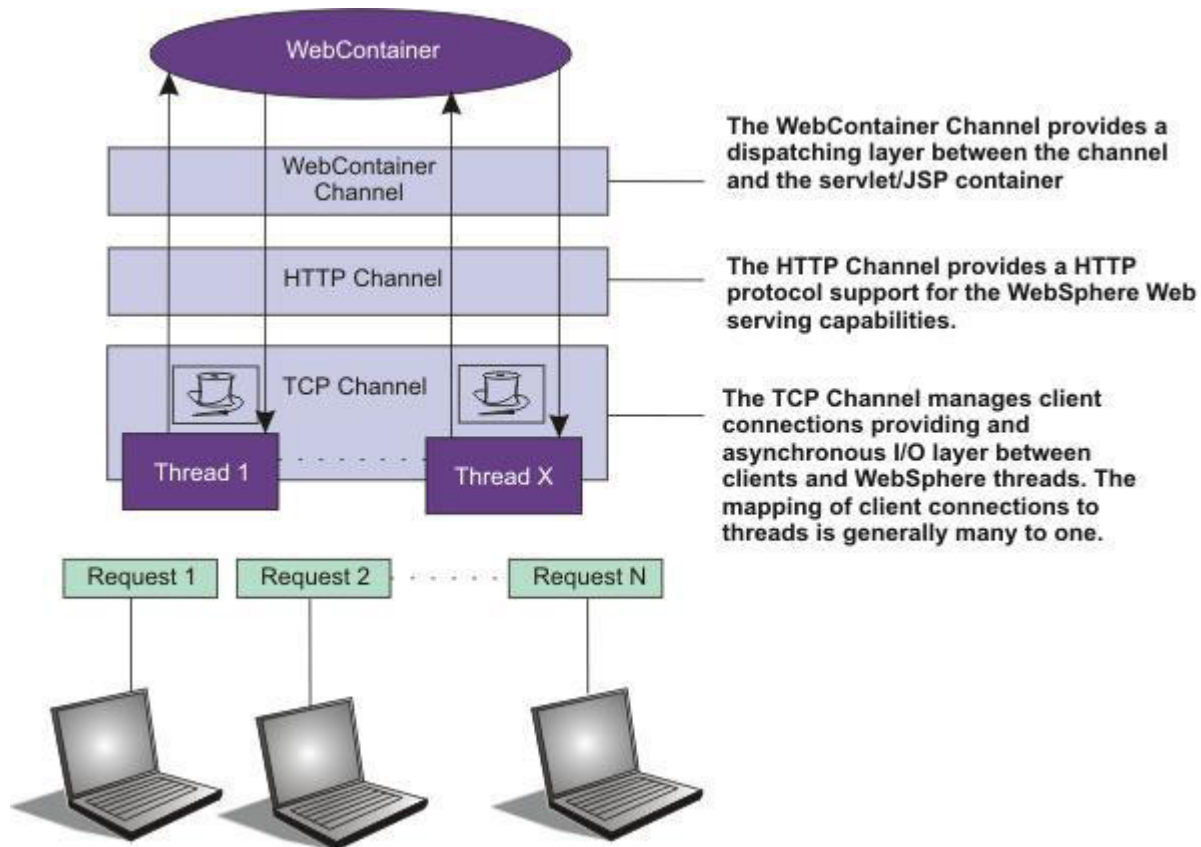 WebContainer
WebContainer
Channel
The WebContainer Channel provides a
dispatching layer between the channel
and the servlet/JSP container
HTTP Channel
The HTTP Channel provides a HTTP
protocol support for the WebSphere Web
serving capabilities.
TCP Channel
The TCP Channel manages client
connections providing and
asynchronous I/O layer between
clients and WebSphere threads. The
mapping of client connections to
threads is generally many to one.
Thread 1
Thread X
Request 1
Request 2
Request N